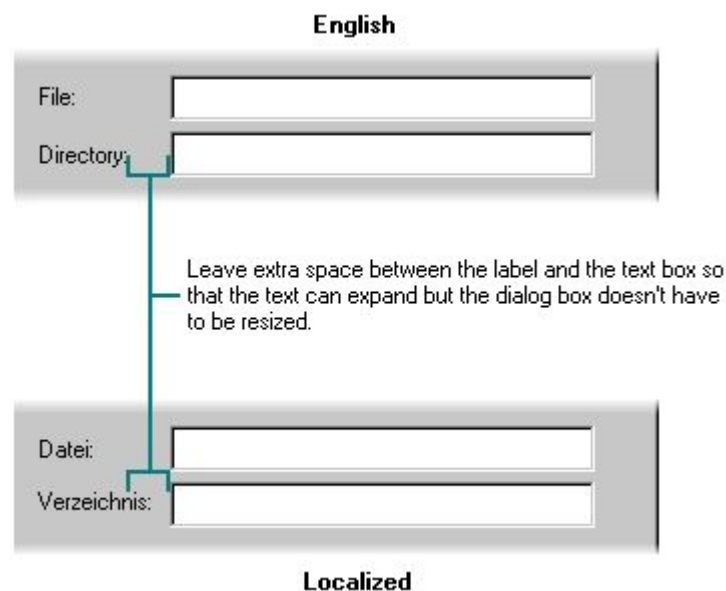 English
File:
Directory:
Leave extra space between the label and the text box so
that the text can expand but the dialog box doesn't have
to be resized.
Datei:
Verzeichnis:
Localized